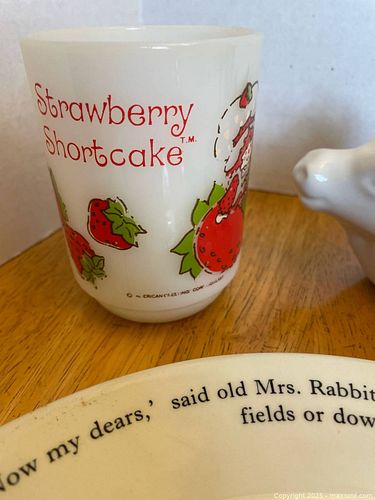 Strawberry
Shortcake™
'Now my dears,' said old Mrs. Rabbit
fields or dow
Copyright 2025 - maxsold.com